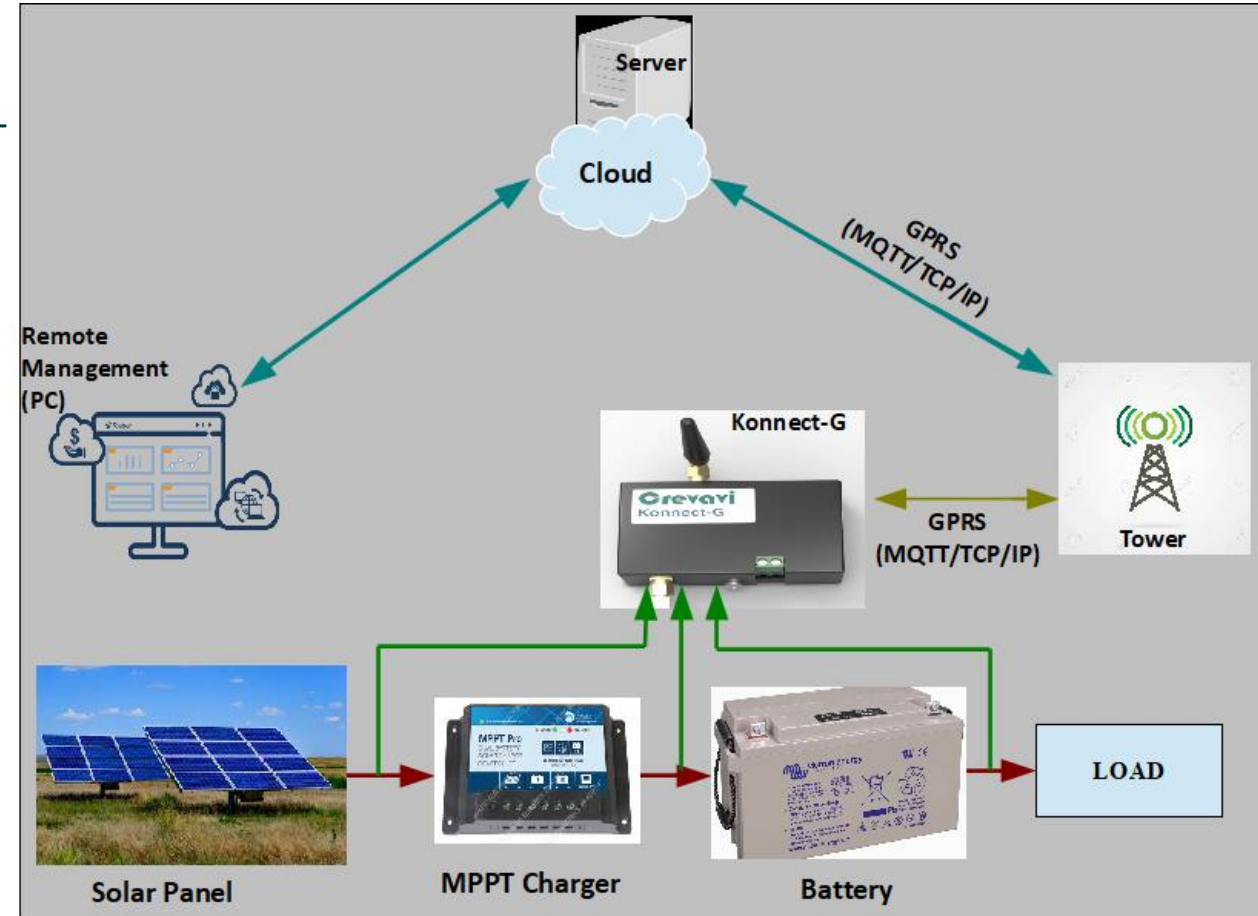 Server
Cloud
GPRS
(MQTT/TCP/IP)
Remote
Management
(PC)
Konnect-G
Crevavi
Konnect-G
GPRS
(MQTT/TCP/IP)
Tower
MPPT Pro
LOAD
Solar Panel
MPPT Charger
Battery